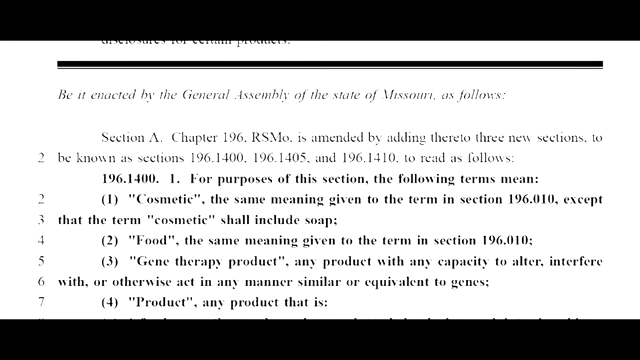 disclosures for certain products.
Be it enacted by the General Assembly of the state of Missouri, as follows:
Section A. Chapter 196, RSMo, is amended by adding thereto three new sections, to
2 be known as sections 196.1400, 196.1405, and 196.1410, to read as follows:
196.1400. 1. For purposes of this section, the following terms mean:
2 (1) "Cosmetic", the same meaning given to the term in section 196.010, except
3 that the term "cosmetic" shall include soap;
4 (2) "Food", the same meaning given to the term in section 196.010;
5 (3) "Gene therapy product", any product with any capacity to alter, interfere
6 with, or otherwise act in any manner similar or equivalent to genes;
7 (4) "Product", any product that is: